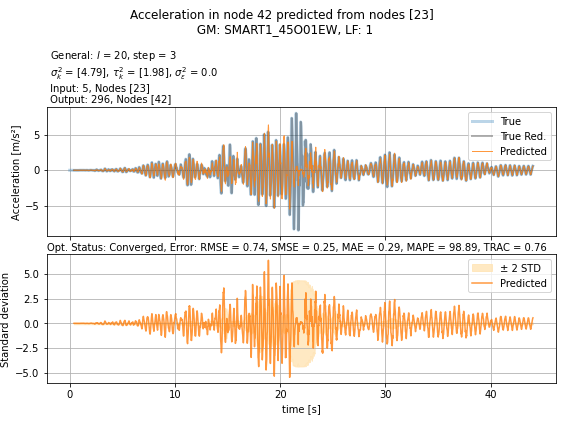 Acceleration in node 42 predicted from nodes [23]
GM: SMART1_45O01EW, LF: 1
General: l = 20, step = 3
σ²ₖ = [4.79], τ²ₖ = [1.98], σ²ε = 0.0
Input: 5, Nodes [23]
Output: 296, Nodes [42]
True
True Red.
Predicted
Acceleration [m/s²]
5
0
−5
Opt. Status: Converged, Error: RMSE = 0.74, SMSE = 0.25, MAE = 0.29, MAPE = 98.89, TRAC = 0.76
± 2 STD
Predicted
Standard deviation
5.0
2.5
0.0
−2.5
−5.0
0 10 20 30 40
time [s]